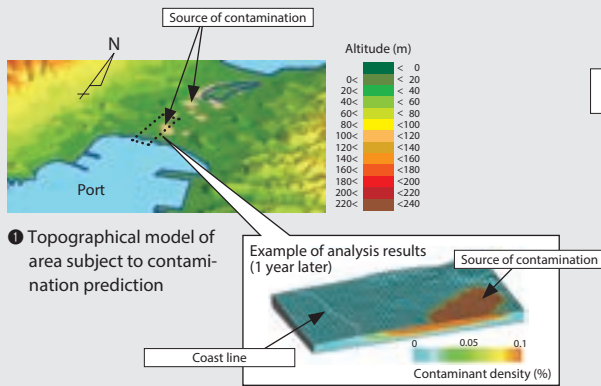 Source of contamination
N
Port
Altitude (m)
< 0
0< < 20
20< < 40
40< < 60
60< < 80
80< <100
100< <120
120< <140
140< <160
160< <180
180< <200
200< <220
220< <240
❶ Topographical model of
area subject to contami-
nation prediction
Example of analysis results
(1 year later)
Source of contamination
Coast line
0 0.05 0.1
Contaminant density (%)